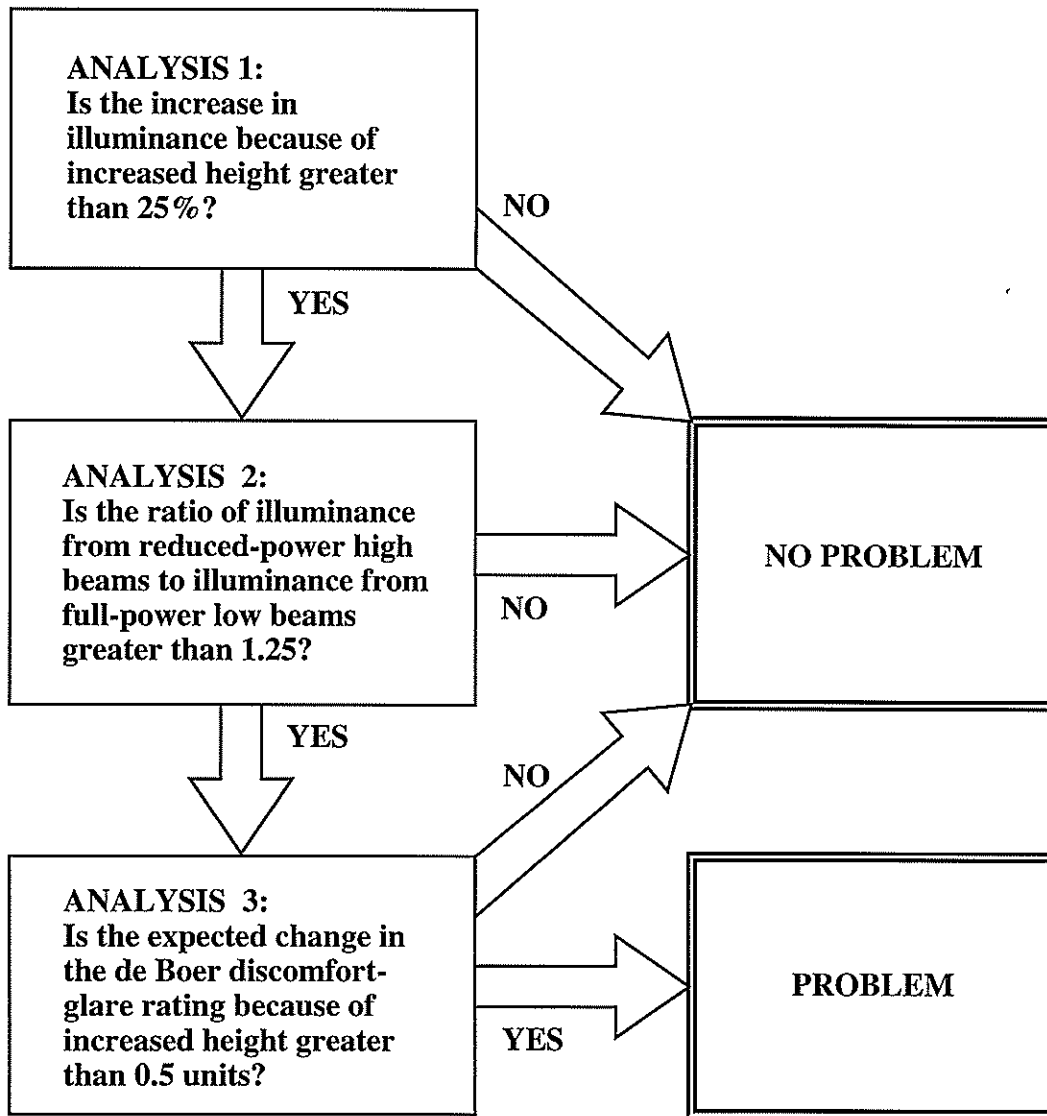 ANALYSIS 1:
Is the increase in
illuminance because of
increased height greater
than 25%?
NO
YES
ANALYSIS 2:
Is the ratio of illuminance
from reduced-power high
beams to illuminance from
full-power low beams
greater than 1.25?
NO
NO PROBLEM
YES
NO
ANALYSIS 3:
Is the expected change in
the de Boer discomfort-
glare rating because of
increased height greater
than 0.5 units?
YES
PROBLEM